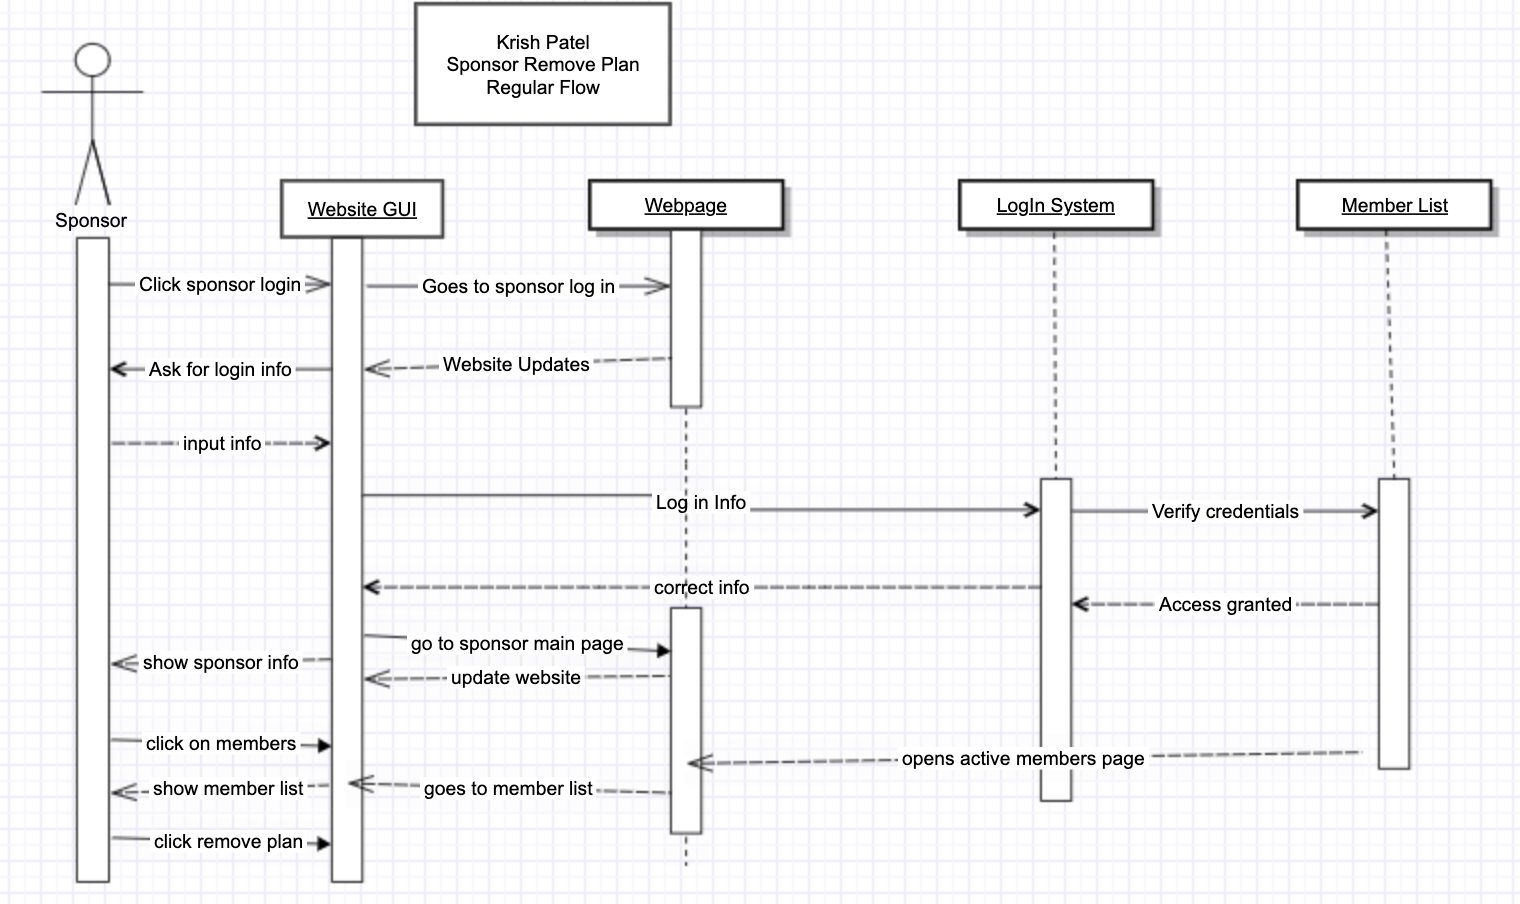 Krish Patel
Sponsor Remove Plan
Regular Flow
Sponsor
Website GUI
Webpage
LogIn System
Member List
Click sponsor login
Goes to sponsor log in
Ask for login info
Website Updates
input info
Log in Info
Verify credentials
correct info
Access granted
go to sponsor main page
show sponsor info
update website
click on members
opens active members page
show member list
goes to member list
click remove plan